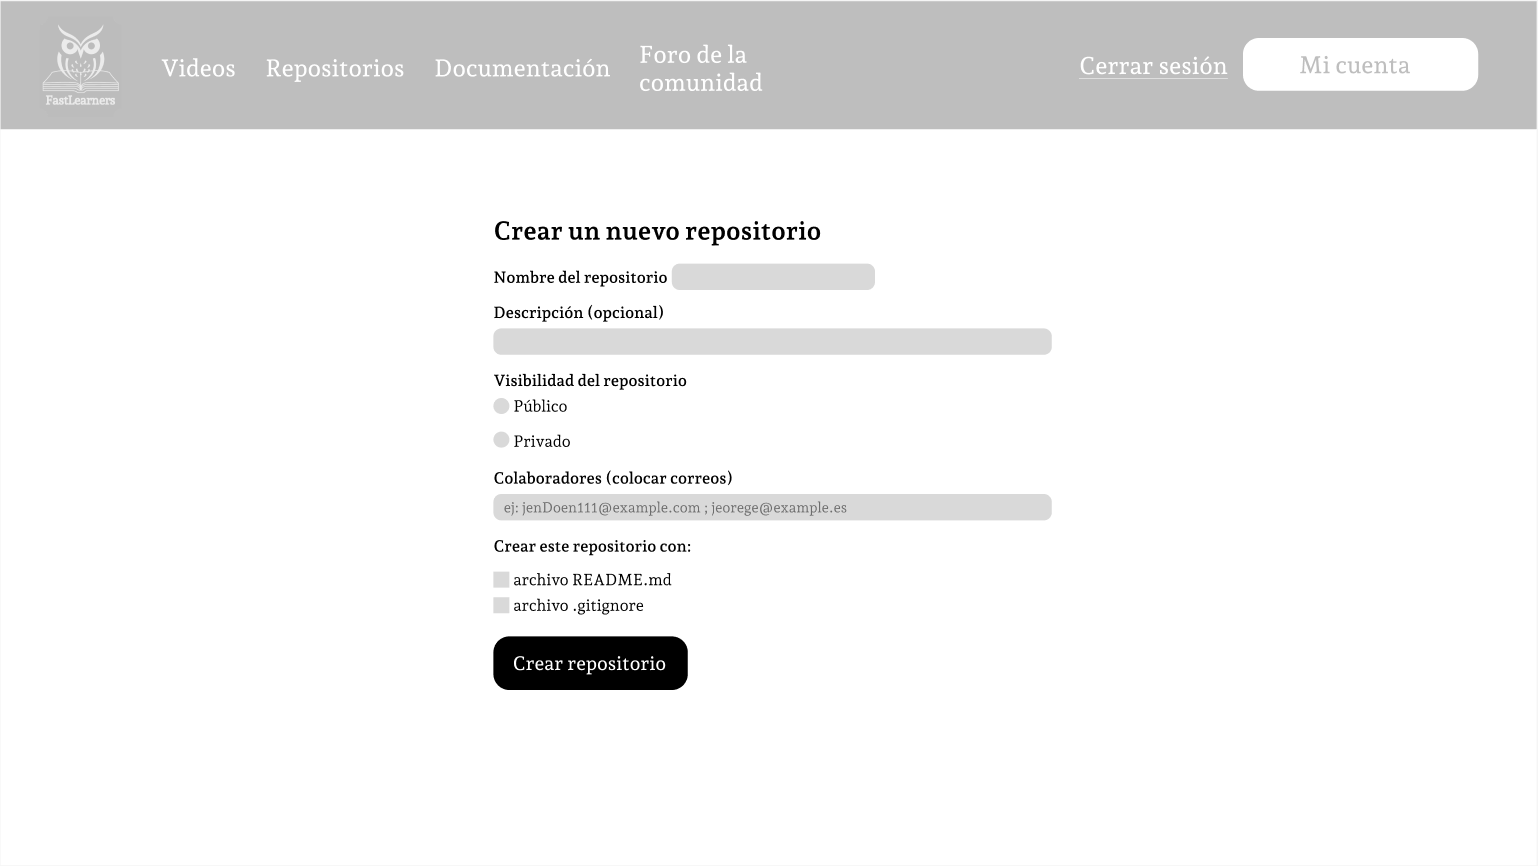 FastLearners
Videos
Repositorios
Documentación
Foro de la
comunidad
Cerrar sesión
Mi cuenta
Crear un nuevo repositorio
Nombre del repositorio
Descripción (opcional)
Visibilidad del repositorio
Público
Privado
Colaboradores (colocar correos)
ej: jenDoen111@example.com ; jeorege@example.es
Crear este repositorio con:
archivo README.md
archivo .gitignore
Crear repositorio